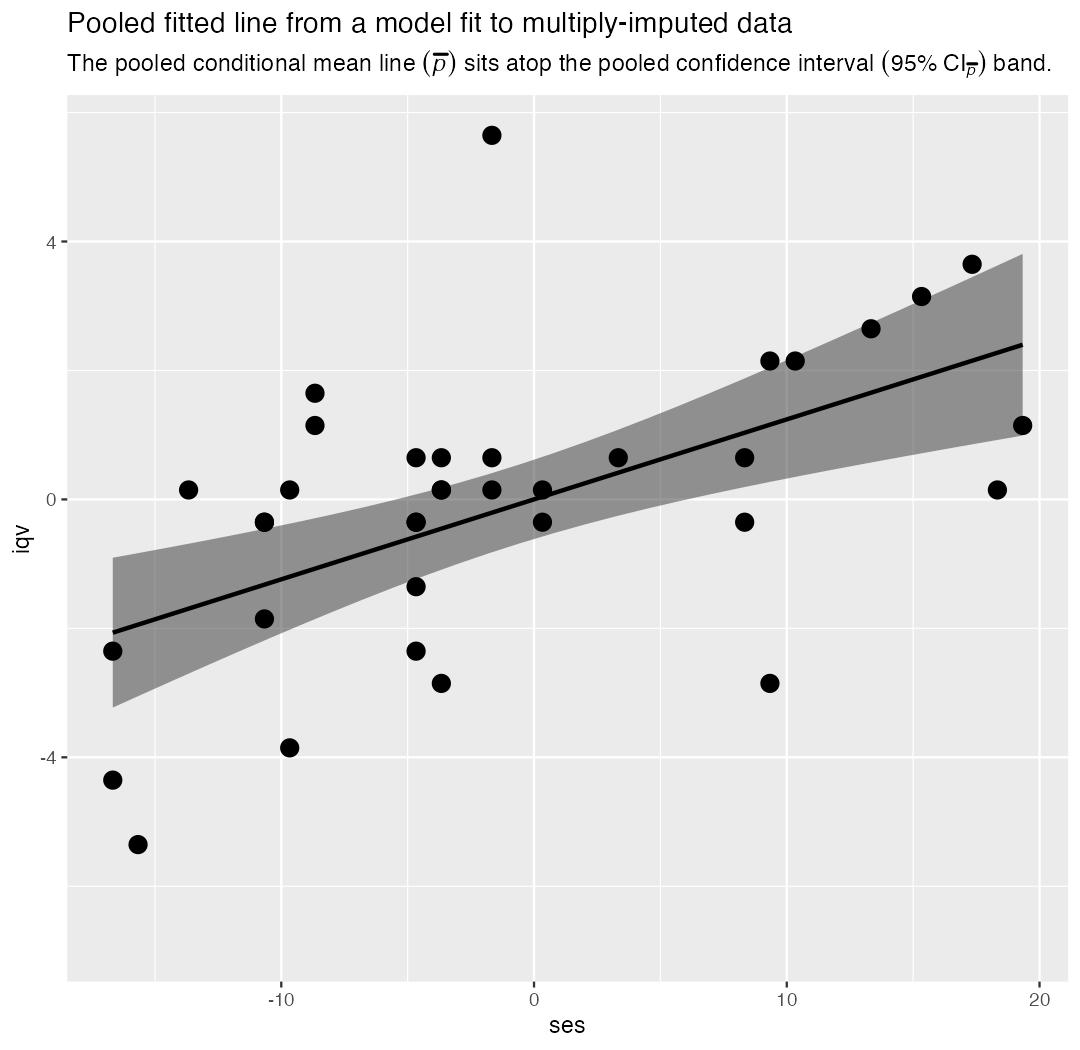 Pooled fitted line from a model fit to multiply-imputed data
The pooled conditional mean line (p̅) sits atop the pooled confidence interval (95% CI_p̅) band.
4
0
-4
iqv
-10 0 10 20
ses